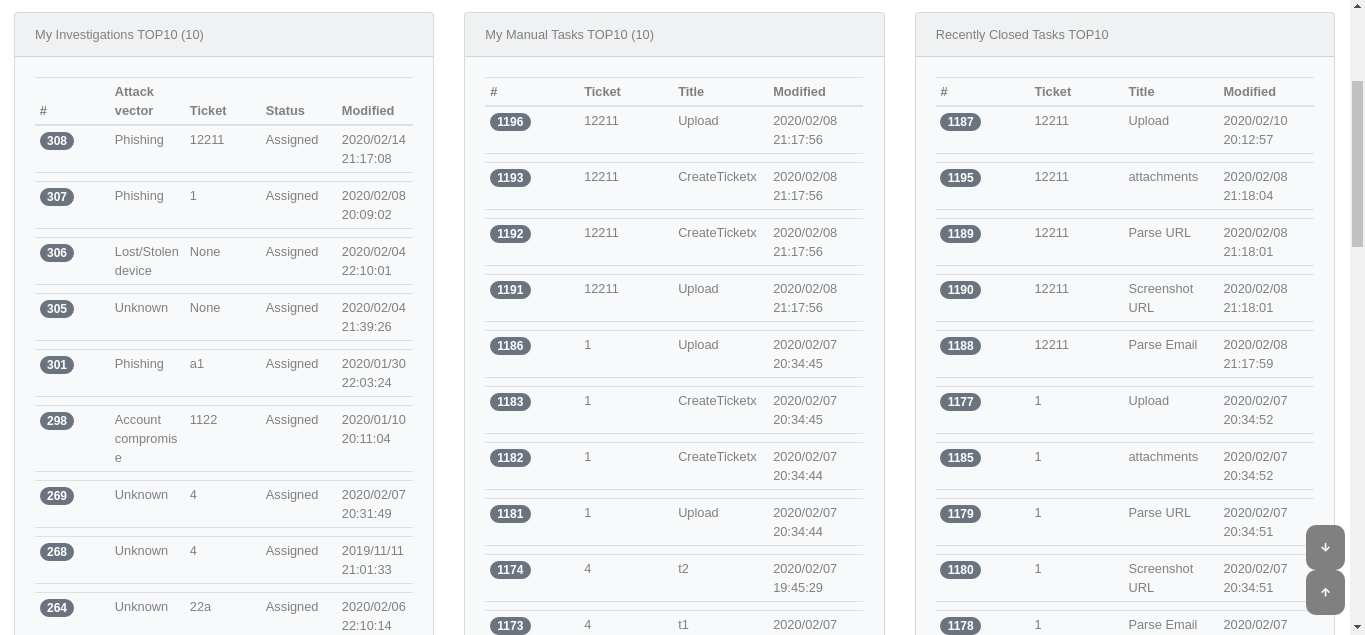 My Investigations TOP10 (10)
# Attack vector Ticket Status Modified
308 Phishing 12211 Assigned 2020/02/14 21:17:08
307 Phishing 1 Assigned 2020/02/08 20:09:02
306 Lost/Stolen device None Assigned 2020/02/04 22:10:01
305 Unknown None Assigned 2020/02/04 21:39:26
301 Phishing a1 Assigned 2020/01/30 22:03:24
298 Account compromise 1122 Assigned 2020/01/10 20:11:04
269 Unknown 4 Assigned 2020/02/07 20:31:49
268 Unknown 4 Assigned 2019/11/11 21:01:33
264 Unknown 22a Assigned 2020/02/06 22:10:14
My Manual Tasks TOP10 (10)
# Ticket Title Modified
1196 12211 Upload 2020/02/08 21:17:56
1193 12211 CreateTicketx 2020/02/08 21:17:56
1192 12211 CreateTicketx 2020/02/08 21:17:56
1191 12211 Upload 2020/02/08 21:17:56
1186 1 Upload 2020/02/07 20:34:45
1183 1 CreateTicketx 2020/02/07 20:34:45
1182 1 CreateTicketx 2020/02/07 20:34:44
1181 1 Upload 2020/02/07 20:34:44
1174 4 t2 2020/02/07 19:45:29
1173 4 t1 2020/02/07
Recently Closed Tasks TOP10
# Ticket Title Modified
1187 12211 Upload 2020/02/10 20:12:57
1195 12211 attachments 2020/02/08 21:18:04
1189 12211 Parse URL 2020/02/08 21:18:01
1190 12211 Screenshot URL 2020/02/08 21:18:01
1188 12211 Parse Email 2020/02/08 21:17:59
1177 1 Upload 2020/02/07 20:34:52
1185 1 attachments 2020/02/07 20:34:52
1179 1 Parse URL 2020/02/07 20:34:51
1180 1 Screenshot URL 2020/02/07 20:34:51
1178 1 Parse Email 2020/02/07